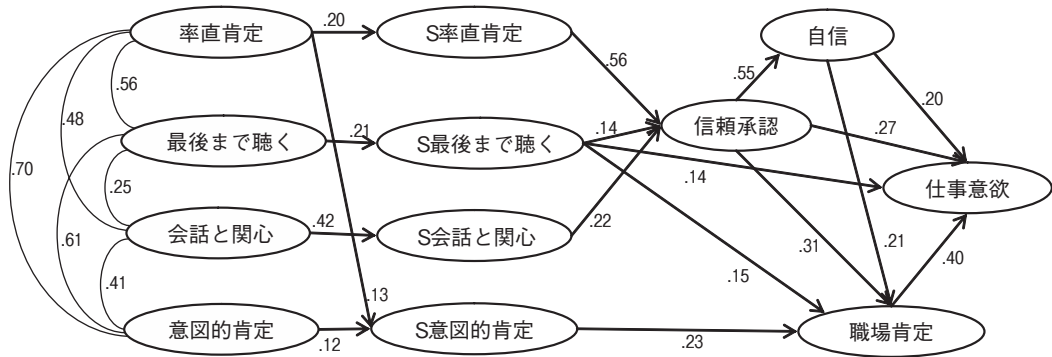 率直肯定
.20
S率直肯定
自信
.56
.56
.55
.20
.48
最後まで聴く
.21
S最後まで聴く
.14
信頼承認
.27
.70
.25
.14
仕事意欲
会話と関心
.42
S会話と関心
.22
.61
.31
.21
.40
.41
.13
.15
意図的肯定
.12
S意図的肯定
.23
職場肯定